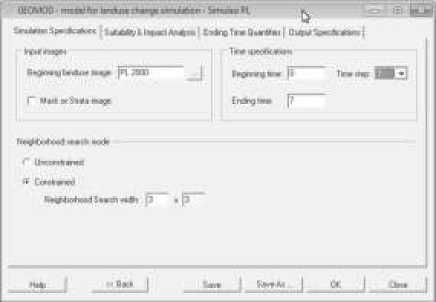 GEOMOD - model for landuse change simulation - Simulasi PL
Simulation Specifications | Suitability & Impact Analysis | Ending Time Quantities | Output Specifications
Input images
Time specifications
Beginning landuse image: PL 2000 ...
Beginning time: 0 Time step:
Mask or Strata image
Ending time: 7
Neighborhood search mode
Unconstrained
Constrained
Neighborhood Search width: 3 x 3
Help << Back Save Save As ... OK Close